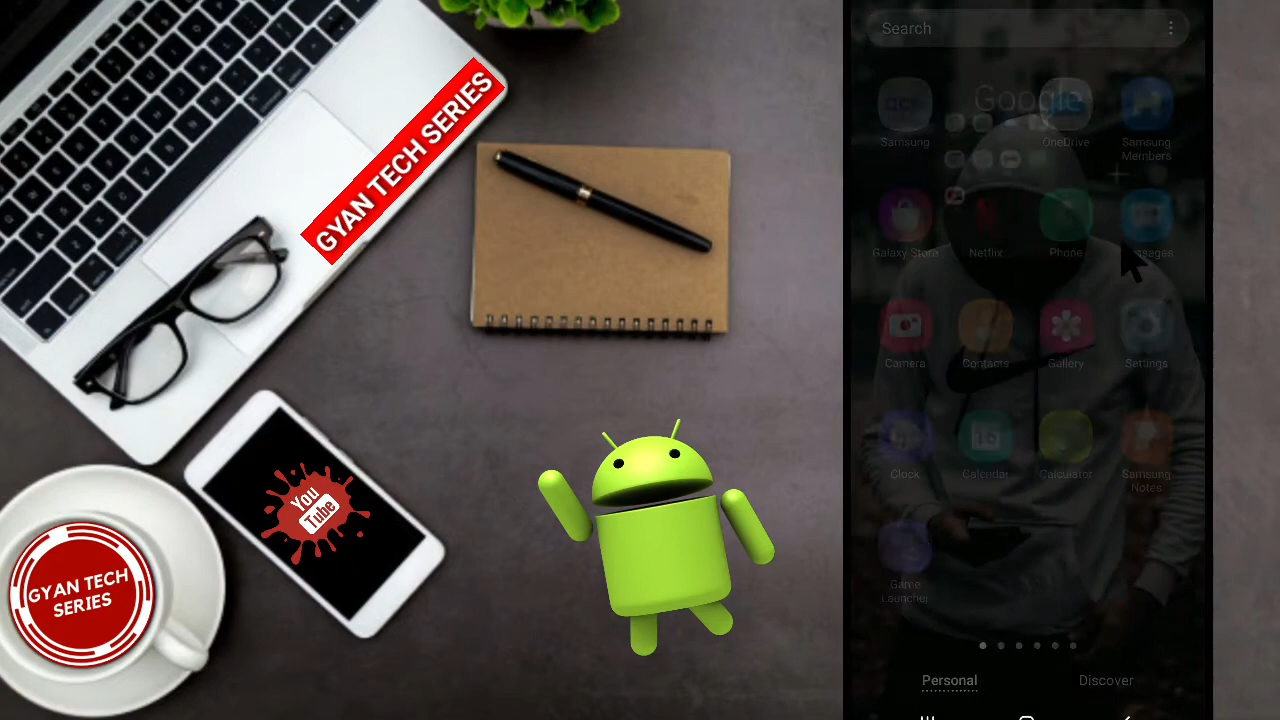 GYAN TECH SERIES
You
Tube
GYAN TECH
SERIES
Search
Google
Samsung
OneDrive
Samsung
Members
Galaxy Store
Netflix
Phone
Camera
Contacts
Gallery
Settings
Clock
Calendar
Calculator
Samsung
Notes
Game
Launcher
Personal
Discover